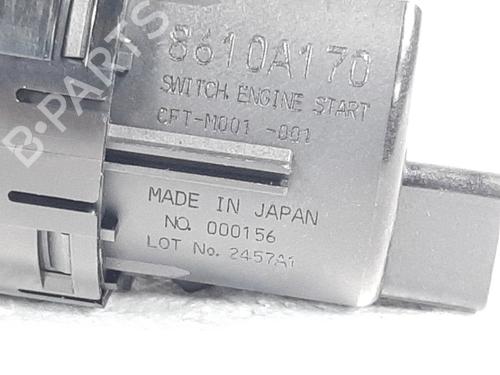 8610A170
SWITCH, ENGINE START
CFT-M001 -001
MADE IN JAPAN
NO. 000156
LOT No. 2457A1
B-PARTS